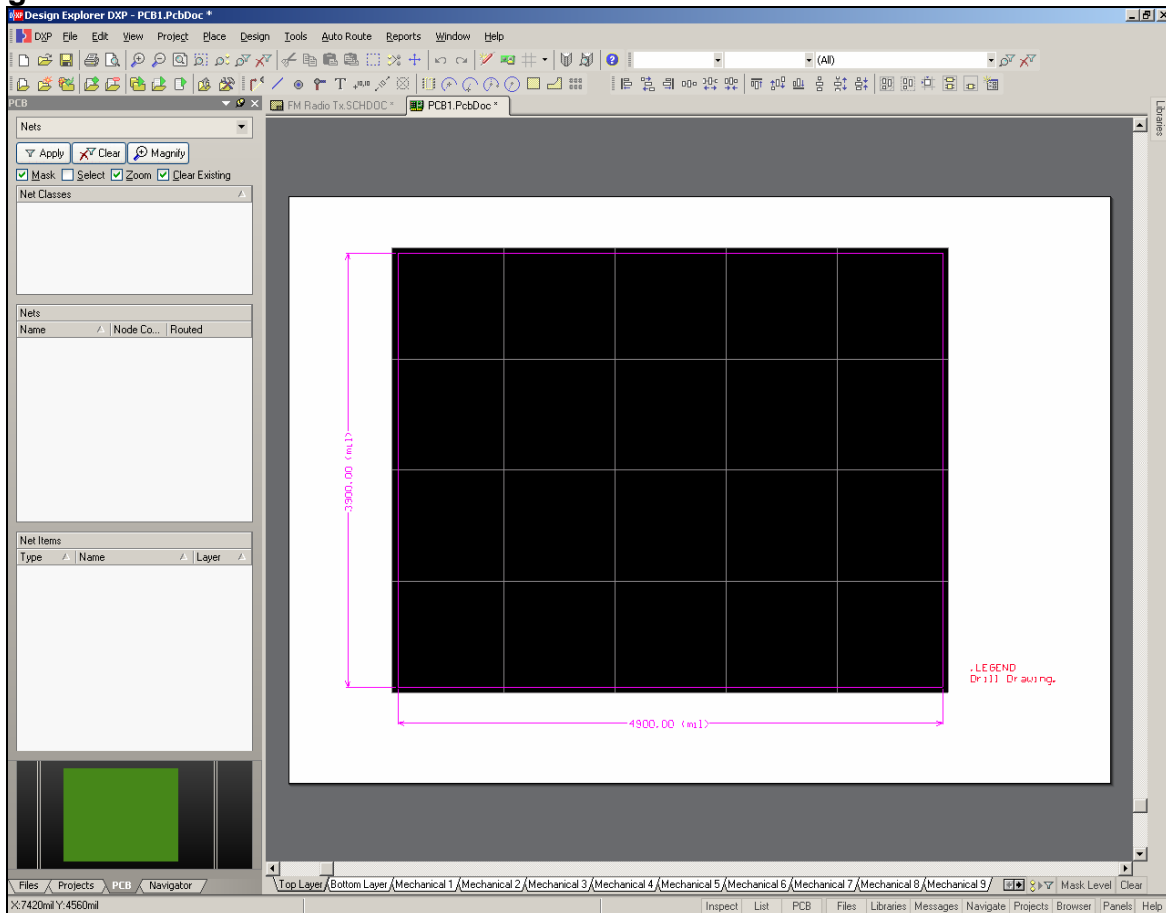 g
Design Explorer DXP - PCB1.PcbDoc *
DXP File Edit View Project Place Design Tools Auto Route Reports Window Help
(All)
PCB
FM Radio Tx.SCHDOC * PCB1.PcbDoc *
Libraries
Nets
Apply Clear Magnify
Mask Select Zoom Clear Existing
Net Classes
Nets
Name Node Co... Routed
Net Items
Type Name Layer
3900.00 (mil)
.LEGEND
Drill Drawing.
4900.00 (mil)
Files Projects PCB Navigator
Top Layer Bottom Layer Mechanical 1 Mechanical 2 Mechanical 3 Mechanical 4 Mechanical 5 Mechanical 6 Mechanical 7 Mechanical 8 Mechanical 9 Mask Level Clear
X:7420mil Y:4560mil Inspect List PCB Files Libraries Messages Navigate Projects Browser Panels Help